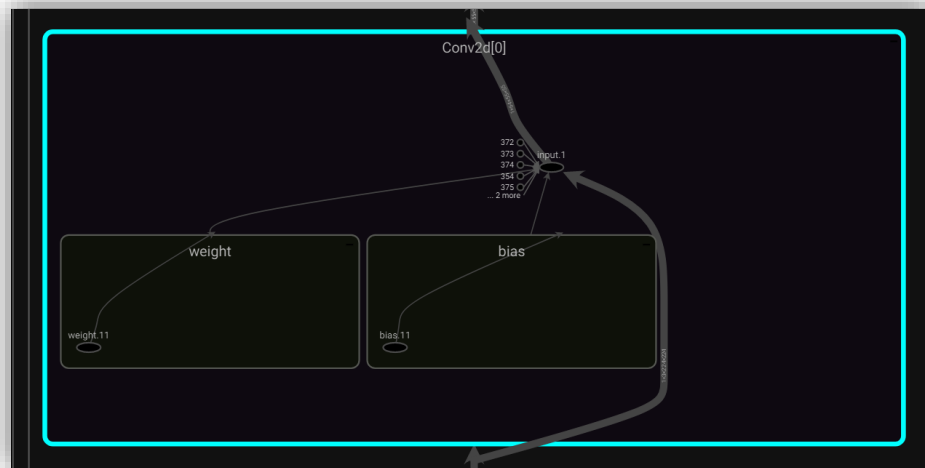 Conv2d[0]
372
373
374
354
375
... 2 more
input.1
weight
weight.11
bias
bias.11